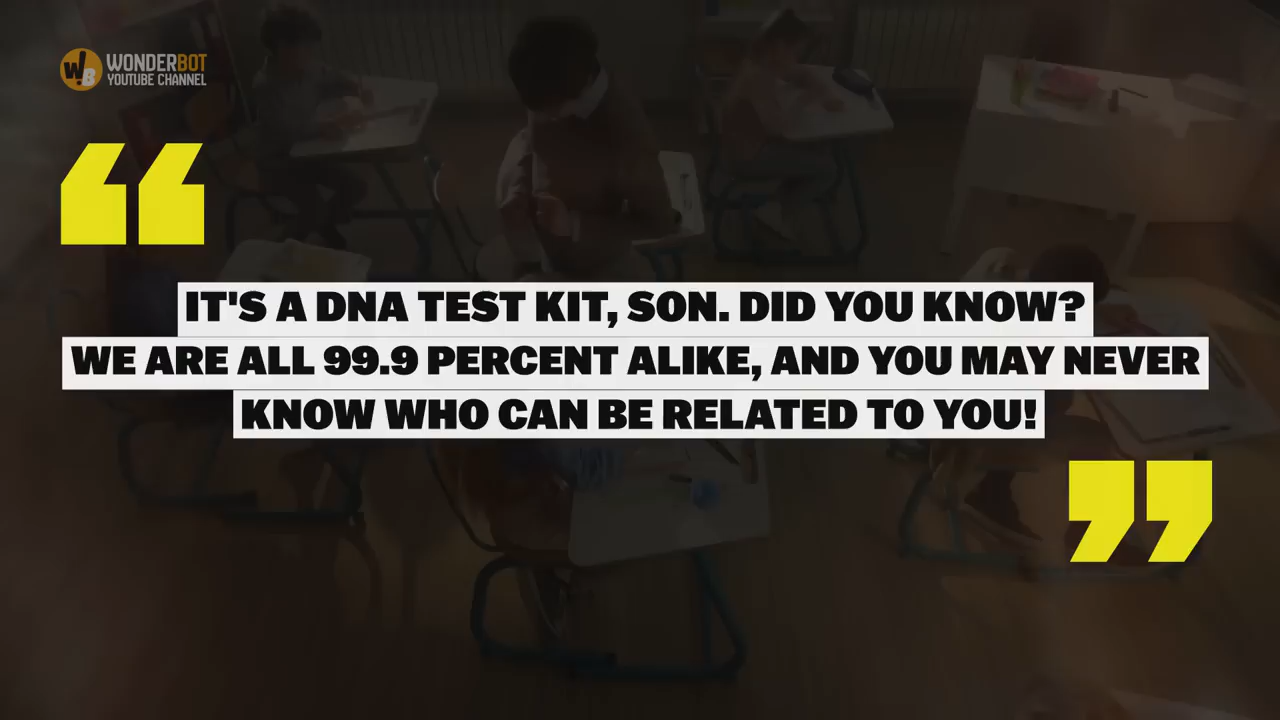 WONDERBOT
YOUTUBE CHANNEL
“
IT'S A DNA TEST KIT, SON. DID YOU KNOW?
WE ARE ALL 99.9 PERCENT ALIKE, AND YOU MAY NEVER
KNOW WHO CAN BE RELATED TO YOU!
”